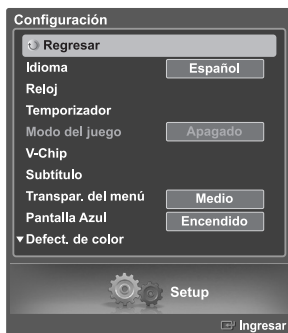 Configuración
Regresar
Idioma Español
Reloj
Temporizador
Modo del juego Apagado
V-Chip
Subtítulo
Transpar. del menú Medio
Pantalla Azul Encendido
▼Defect. de color
Setup
Ingresar